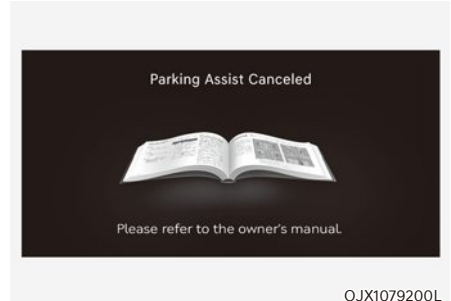 Parking Assist Canceled
Please refer to the owner's manual.
OJX1079200L